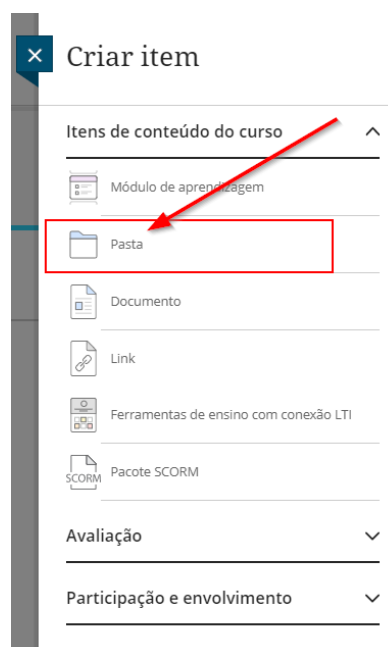 Criar item
Itens de conteúdo do curso
Módulo de aprendizagem
Pasta
Documento
Link
Ferramentas de ensino com conexão LTI
SCORM Pacote SCORM
Avaliação
Participação e envolvimento